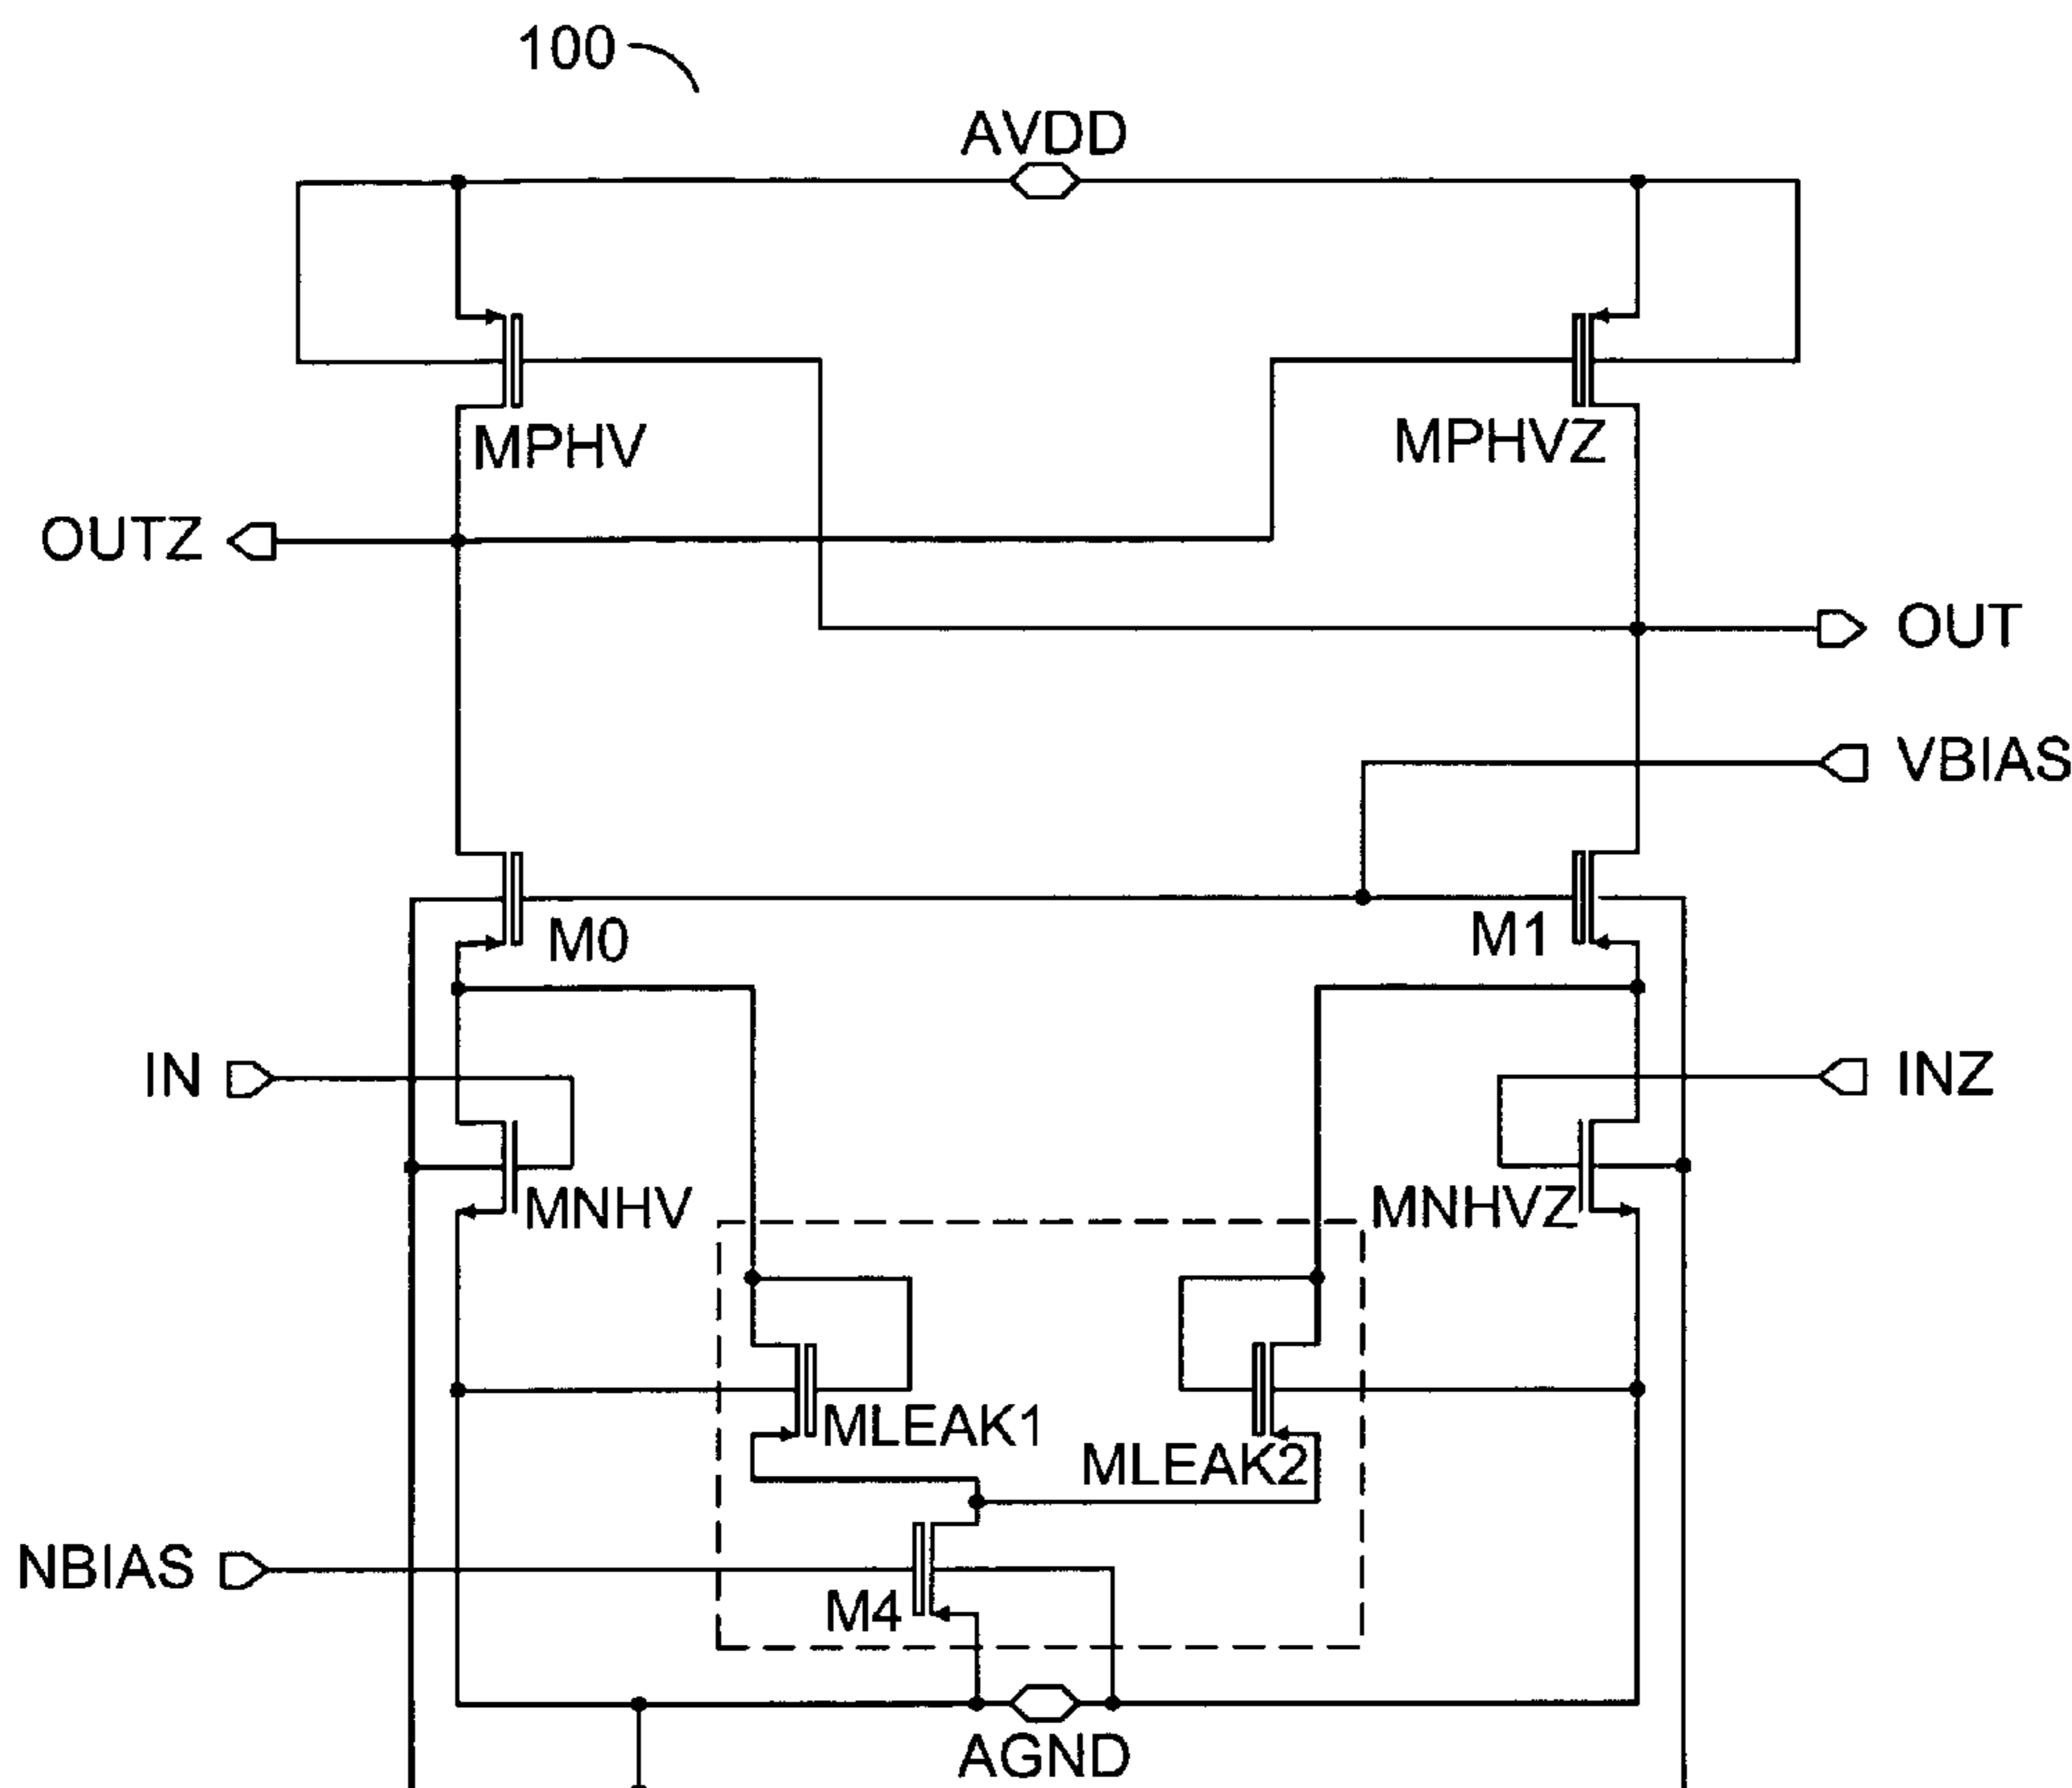 100
AVDD
MPHV
MPHVZ
OUTZ
OUT
VBIAS
M0
M1
IN
INZ
MNHV
MNHVZ
MLEAK1
MLEAK2
NBIAS
M4
AGND